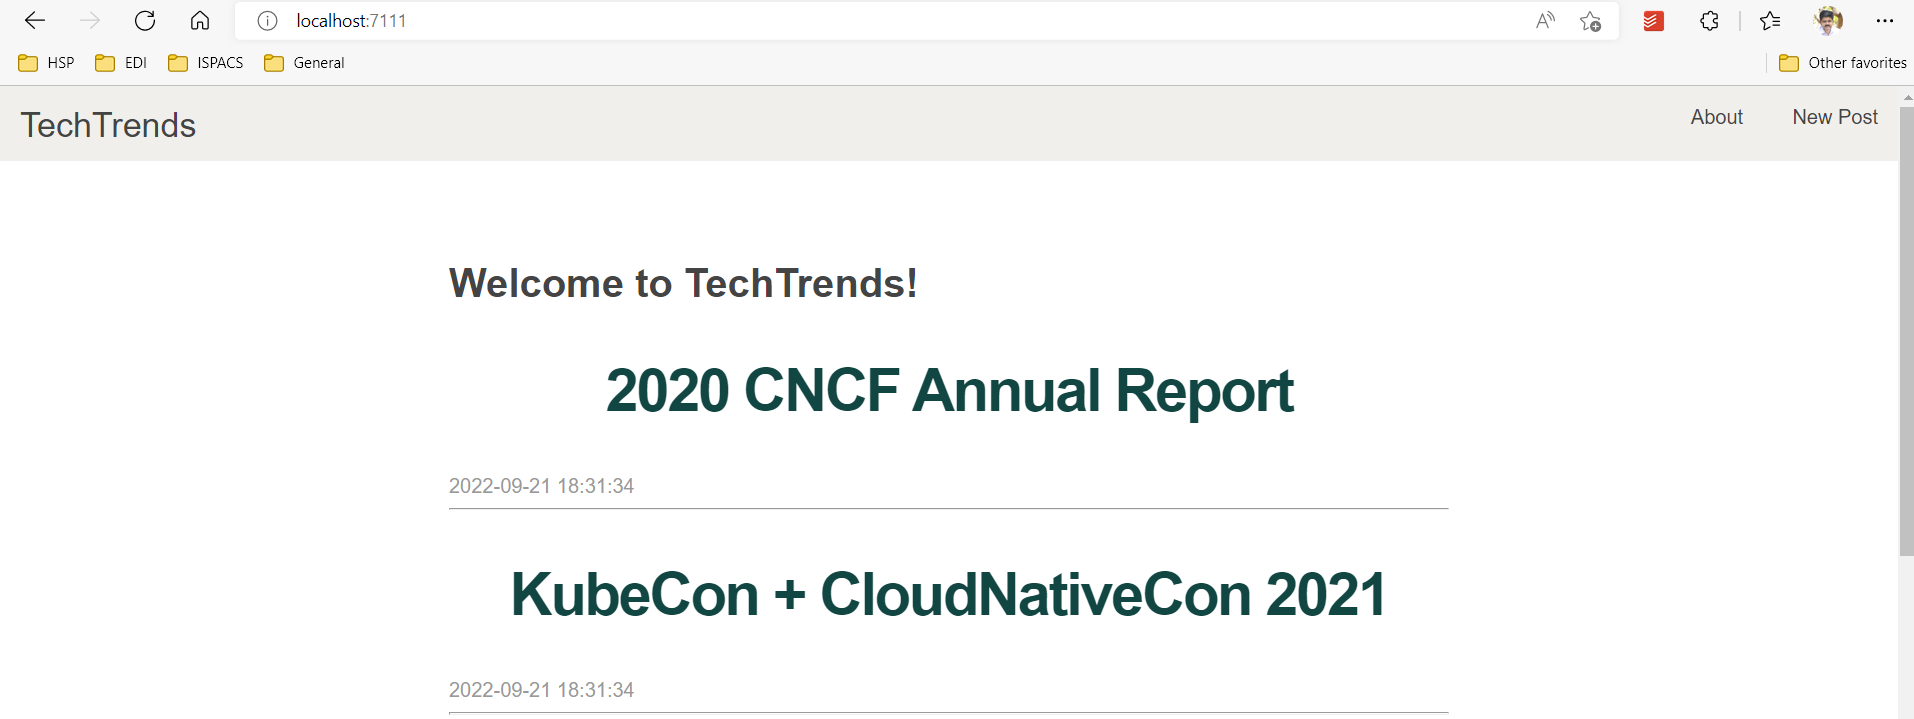 localhost:7111
HSP EDI ISPACS General Other favorites
TechTrends About New Post
Welcome to TechTrends!
2020 CNCF Annual Report
2022-09-21 18:31:34
KubeCon + CloudNativeCon 2021
2022-09-21 18:31:34